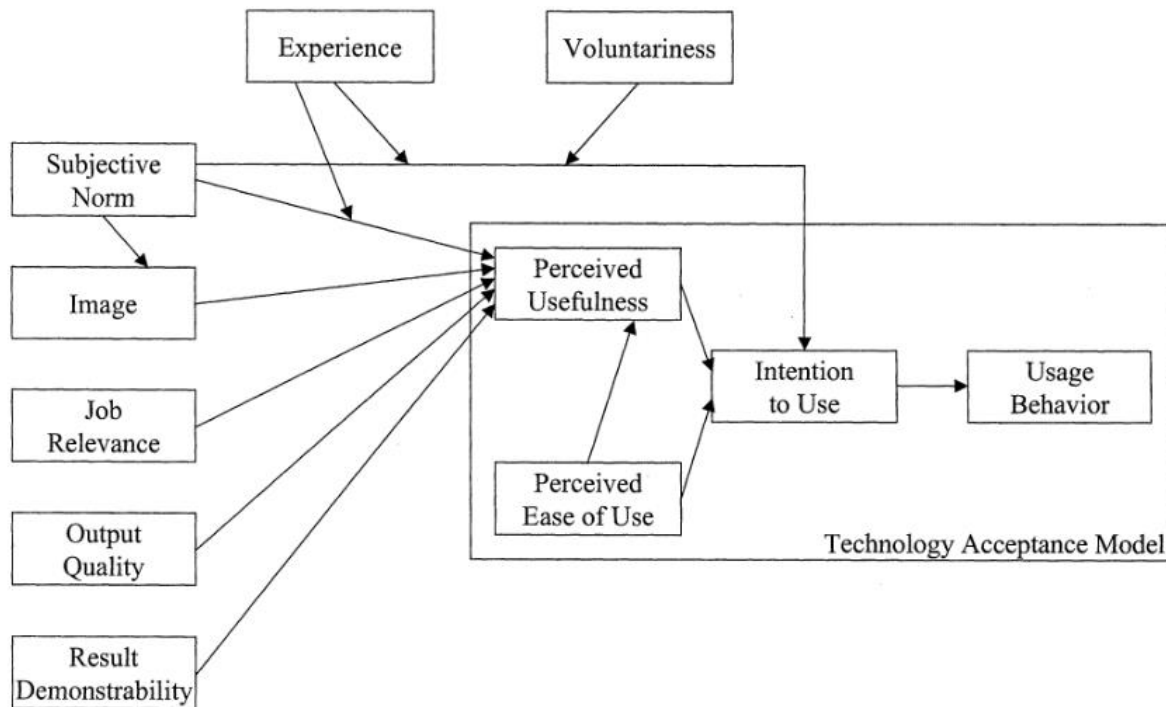 Experience
Voluntariness
Subjective
Norm
Image
Perceived
Usefulness
Job
Relevance
Intention
to Use
Usage
Behavior
Perceived
Ease of Use
Output
Quality
Technology Acceptance Model
Result
Demonstrability